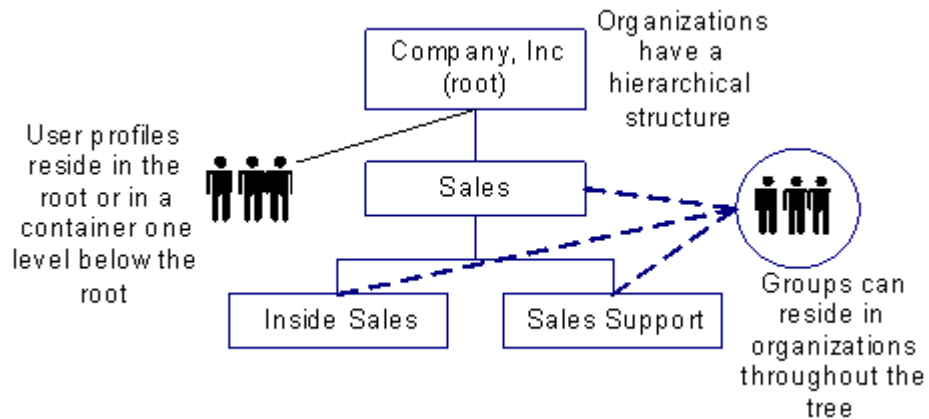 Company, Inc
(root)
Organizations
have a
hierarchical
structure
User profiles
reside in the
root or in a
container one
level below the
root
Sales
Inside Sales
Sales Support
Groups can
reside in
organizations
throughout the
tree